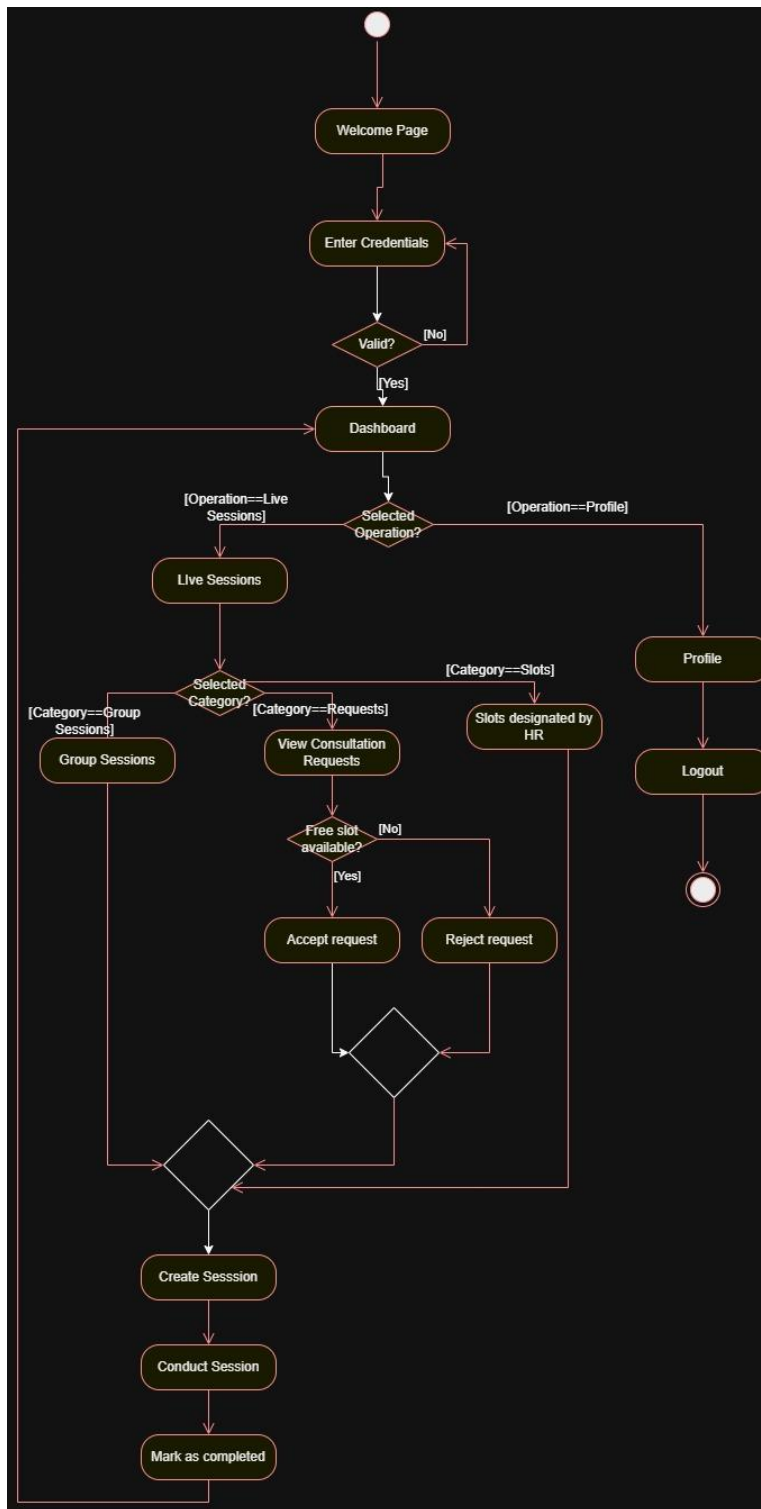 Welcome Page
Enter Credentials
Valid?
[No]
[Yes]
Dashboard
[Operation==Live
Sessions]
Selected
Operation?
[Operation==Profile]
LIve Sessions
Profile
Selected
Category?
[Category==Slots]
[Category==Group
Sessions]
[Category==Requests]
Slots designated by
HR
Group Sessions
View Consultation
Requests
Logout
Free slot
available?
[No]
[Yes]
Accept request
Reject request
Create Sesssion
Conduct Session
Mark as completed